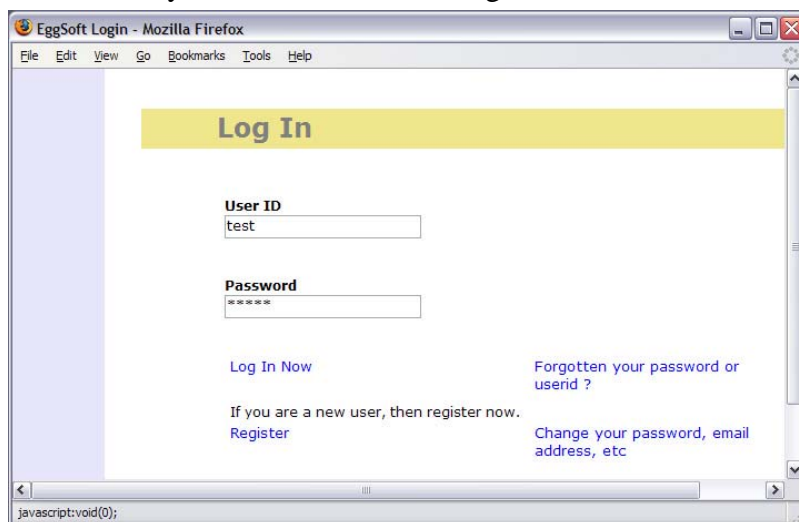 EggSoft Login - Mozilla Firefox
File Edit View Go Bookmarks Tools Help
Log In
User ID
test
Password
*****
Log In Now
Forgotten your password or
userid ?
If you are a new user, then register now.
Register
Change your password, email
address, etc
javascript:void(0);